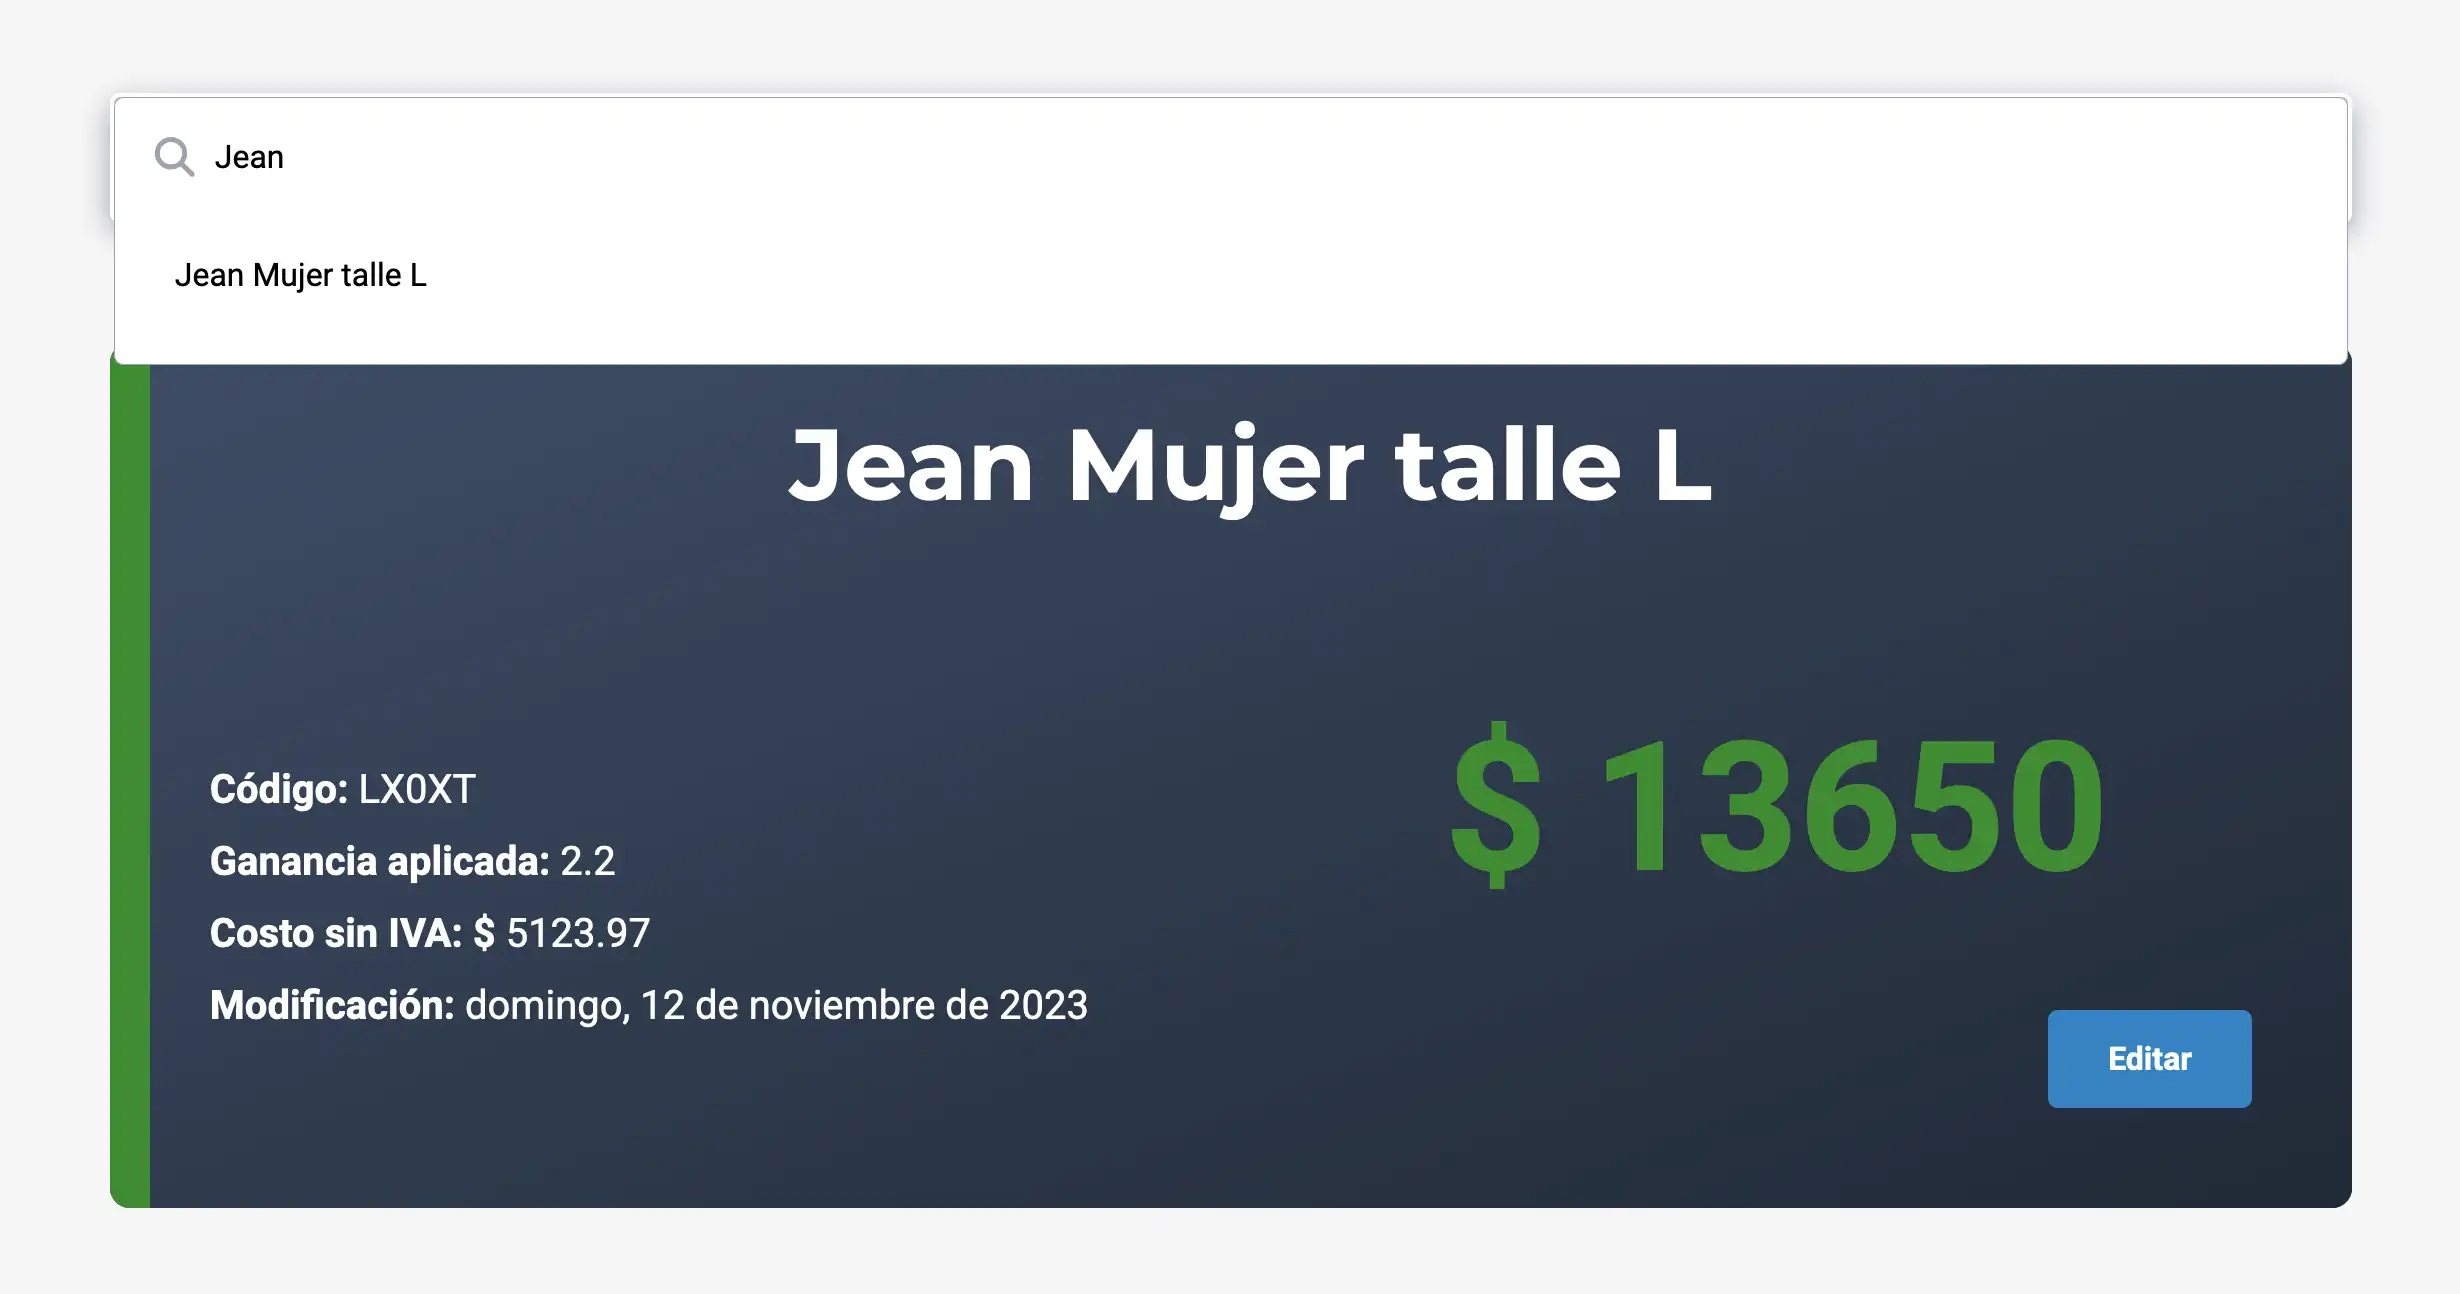 Jean
Jean Mujer talle L
Jean Mujer talle L
$ 13650
Código: LX0XT
Ganancia aplicada: 2.2
Costo sin IVA: $ 5123.97
Modificación: domingo, 12 de noviembre de 2023
Editar